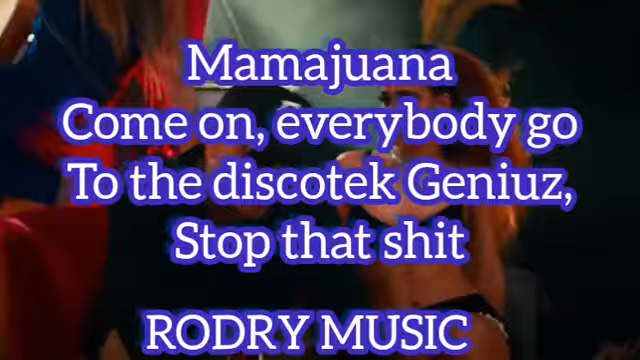 Mamajuana
Come on, everybody go
To the discotek Geniuz,
Stop that shit
RODRY MUSIC